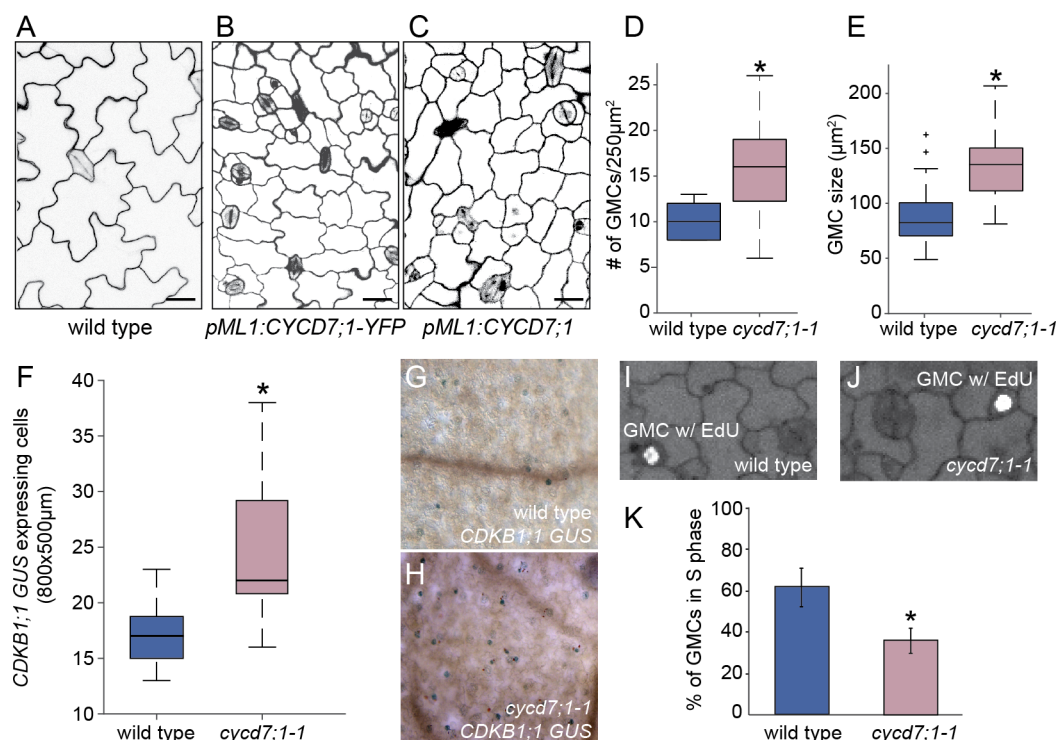 A
B
C
wild type
pML1:CYCD7;1-YFP
pML1:CYCD7;1
D
# of GMCs/250µm²
25
20
15
10
5
0
*
wild type
cycd7;1-1
E
GMC size (µm²)
200
150
100
50
0
*
wild type
cycd7;1-1
F
CDKB1;1 GUS expressing cells
(800x500µm)
40
35
30
25
20
15
10
*
wild type
cycd7;1-1
G
wild type
CDKB1;1 GUS
H
cycd7;1-1
CDKB1;1 GUS
I
GMC w/ EdU
wild type
J
GMC w/ EdU
cycd7;1-1
K
% of GMCs in S phase
100
80
60
40
20
0
*
wild type
cycd7;1-1